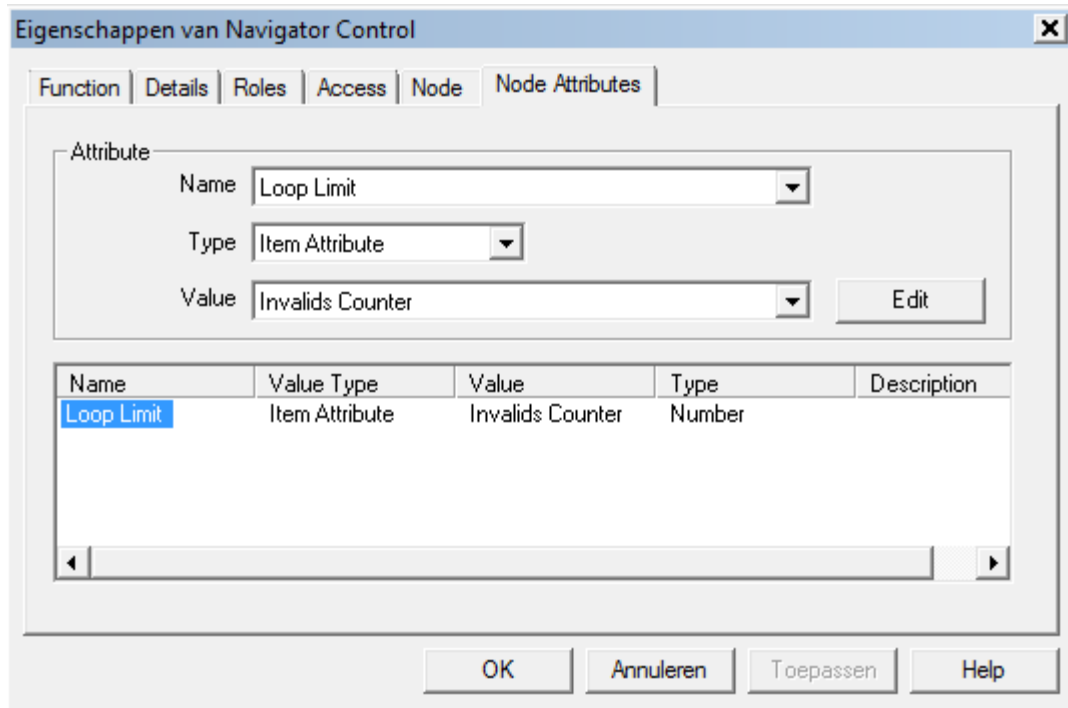 Eigenschappen van Navigator Control
Function Details Roles Access Node Node Attributes
Attribute
Name Loop Limit
Type Item Attribute
Value Invalids Counter Edit
Name Value Type Value Type Description
Loop Limit Item Attribute Invalids Counter Number
OK Annuleren Toepassen Help